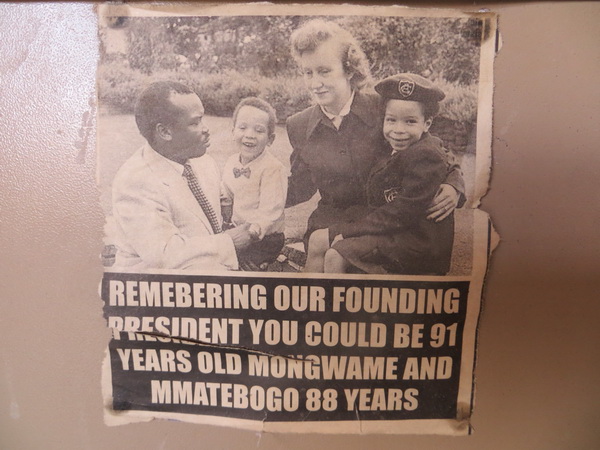 REMEBERING OUR FOUNDING
PRESIDENT YOU COULD BE 91
YEARS OLD MONGWAME AND
MMATEBOGO 88 YEARS